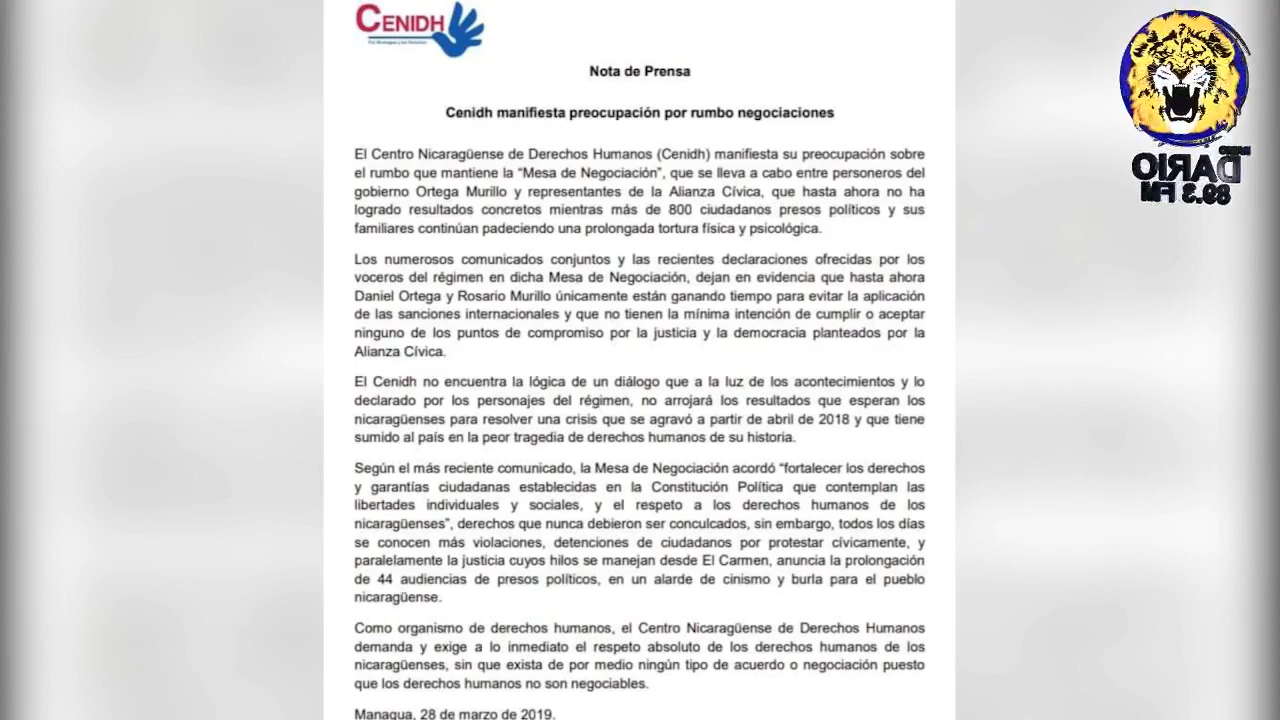 CENIDH
Nota de Prensa
Cenidh manifiesta preocupación por rumbo negociaciones
El Centro Nicaragüense de Derechos Humanos (Cenidh) manifiesta su preocupación sobre
el rumbo que mantiene la “Mesa de Negociación”, que se lleva a cabo entre personeros del
gobierno Ortega Murillo y representantes de la Alianza Cívica, que hasta ahora no ha
logrado resultados concretos mientras más de 800 ciudadanos presos políticos y sus
familiares continúan padeciendo una prolongada tortura física y psicológica.
Los numerosos comunicados conjuntos y las recientes declaraciones ofrecidas por los
voceros del régimen en dicha Mesa de Negociación, dejan en evidencia que hasta ahora
Daniel Ortega y Rosario Murillo únicamente están ganando tiempo para evitar la aplicación
de las sanciones internacionales y que no tienen la mínima intención de cumplir o aceptar
ninguno de los puntos de compromiso por la justicia y la democracia planteados por la
Alianza Cívica.
El Cenidh no encuentra la lógica de un diálogo que a la luz de los acontecimientos y lo
declarado por los personajes del régimen, no arrojará los resultados que esperan los
nicaragüenses para resolver una crisis que se agravó a partir de abril de 2018 y que tiene
sumido al país en la peor tragedia de derechos humanos de su historia.
Según el más reciente comunicado, la Mesa de Negociación acordó “fortalecer los derechos
y garantías ciudadanas establecidas en la Constitución Política que contemplan las
libertades individuales y sociales, y el respeto a los derechos humanos de los
nicaragüenses”, derechos que nunca debieron ser conculcados, sin embargo, todos los días
se conocen más violaciones, detenciones de ciudadanos por protestar cívicamente, y
paralelamente la justicia cuyos hilos se manejan desde El Carmen, anuncia la prolongación
de 44 audiencias de presos políticos, en un alarde de cinismo y burla para el pueblo
nicaragüense.
Como organismo de derechos humanos, el Centro Nicaragüense de Derechos Humanos
demanda y exige a lo inmediato el respeto absoluto de los derechos humanos de los
nicaragüenses, sin que exista de por medio ningún tipo de acuerdo o negociación puesto
que los derechos humanos no son negociables.
Managua, 28 de marzo de 2019.
DARIO
89.3 FM